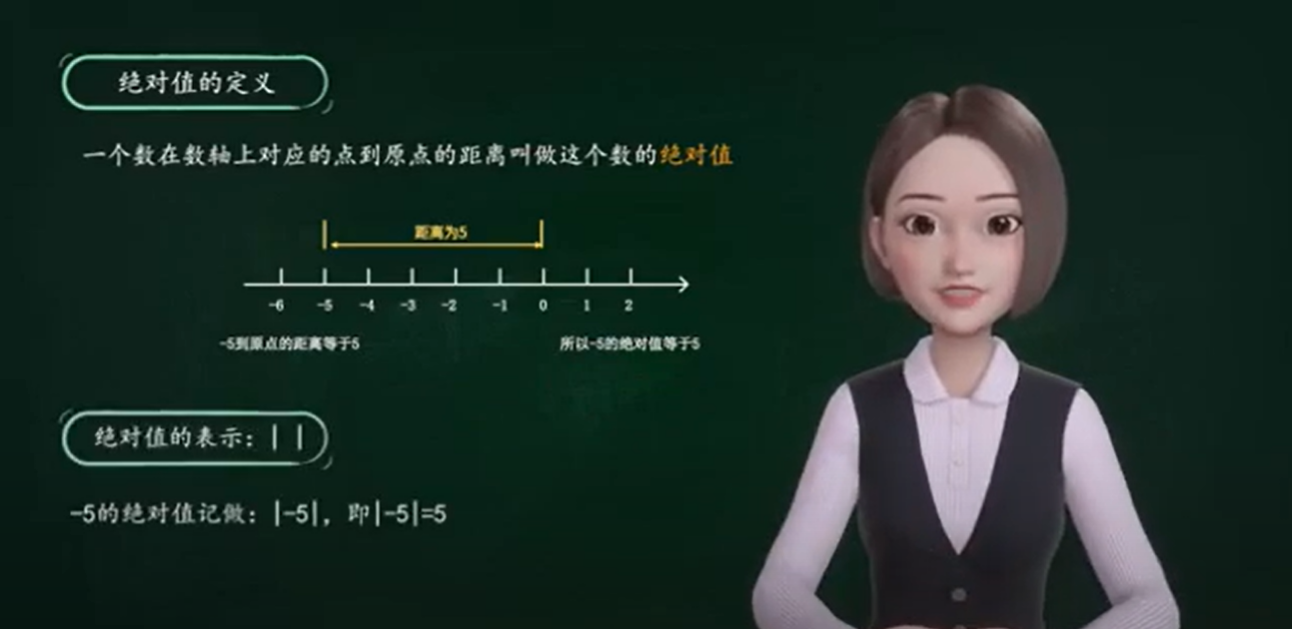 绝对值的定义
一个数在数轴上对应的点到原点的距离叫做这个数的绝对值
距离为5
-6 -5 -4 -3 -2 -1 0 1 2
-5到原点的距离等于5 所以-5的绝对值等于5
绝对值的表示：| |
-5的绝对值记做：|-5|，即|-5|=5